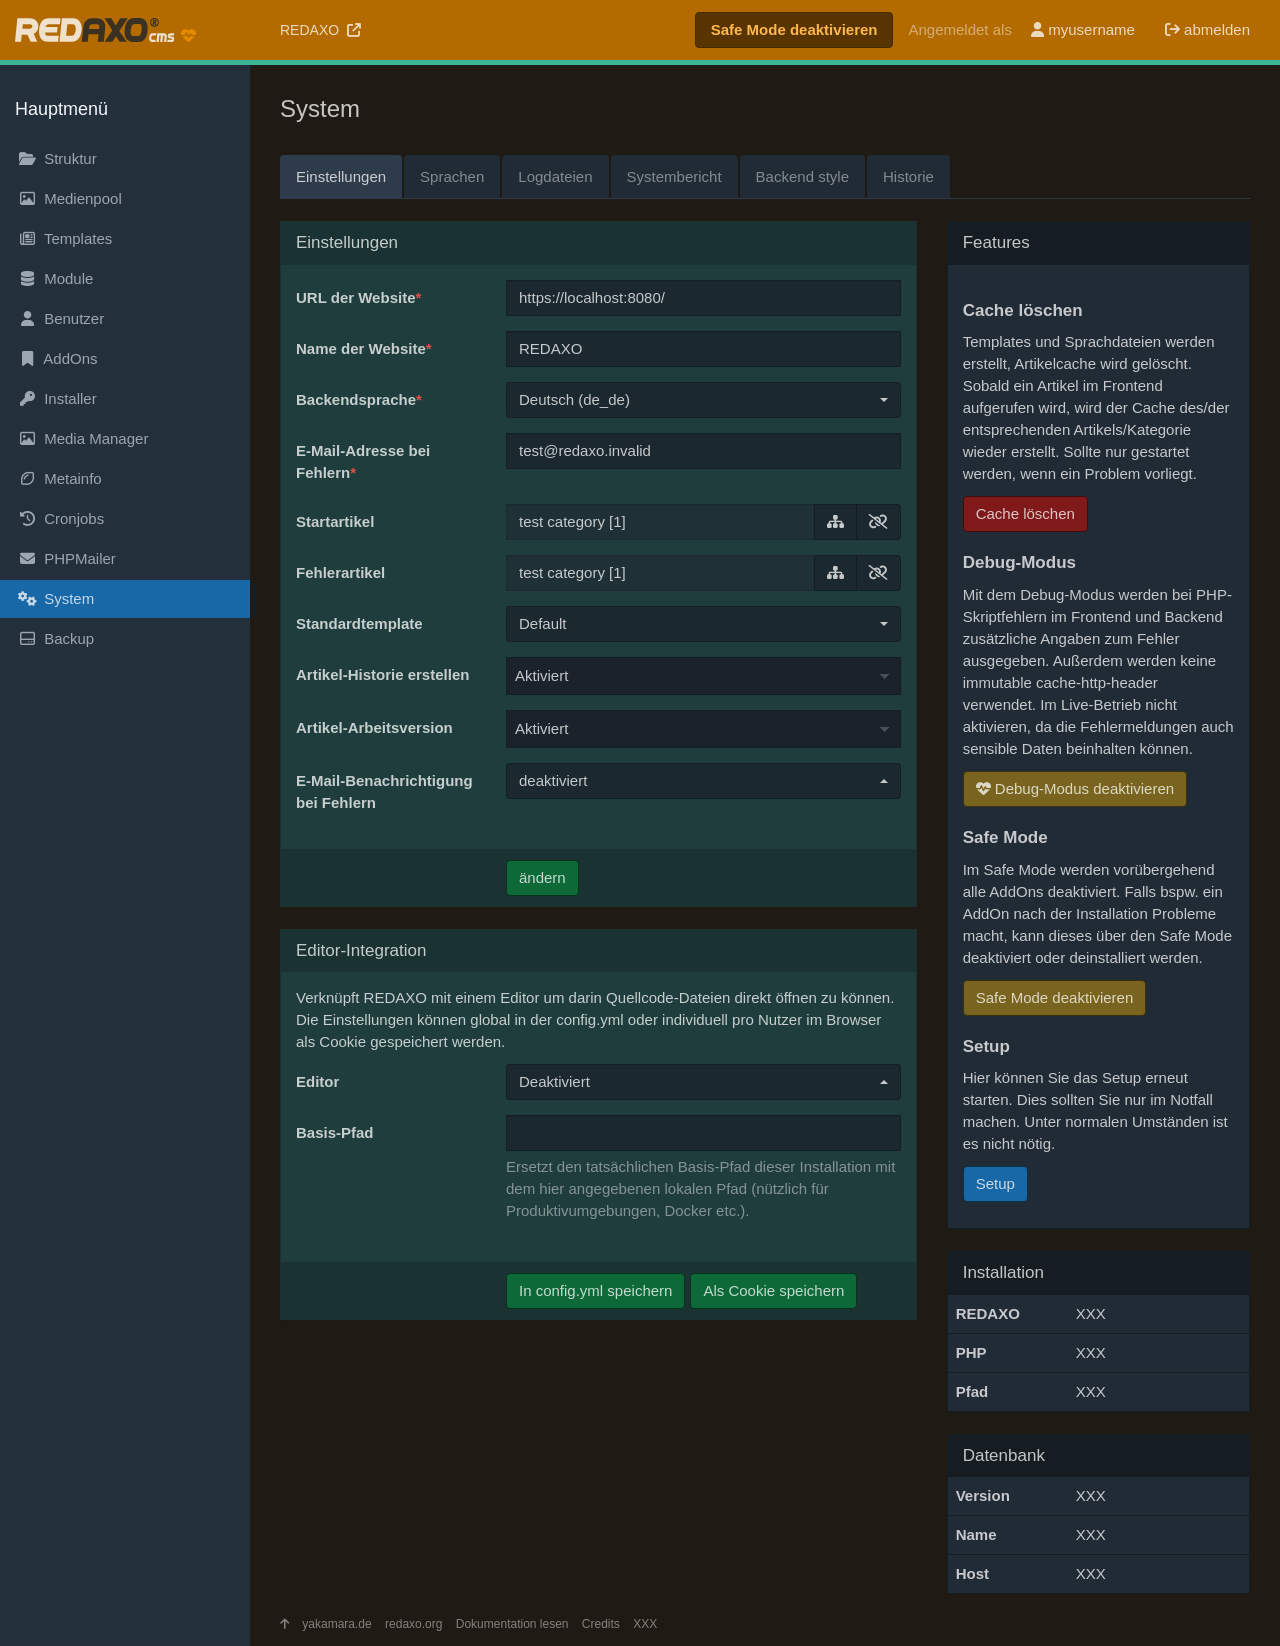 REDAXO® cms
REDAXO
Safe Mode deaktivieren
Angemeldet als
myusername
abmelden
Hauptmenü
Struktur
Medienpool
Templates
Module
Benutzer
AddOns
Installer
Media Manager
Metainfo
Cronjobs
PHPMailer
System
Backup
System
Einstellungen
Sprachen
Logdateien
Systembericht
Backend style
Historie
Einstellungen
URL der Website*
https://localhost:8080/
Name der Website*
REDAXO
Backendsprache*
Deutsch (de_de)
E-Mail-Adresse bei
Fehlern*
test@redaxo.invalid
Startartikel
test category [1]
Fehlerartikel
test category [1]
Standardtemplate
Default
Artikel-Historie erstellen
Aktiviert
Artikel-Arbeitsversion
Aktiviert
E-Mail-Benachrichtigung
bei Fehlern
deaktiviert
ändern
Editor-Integration
Verknüpft REDAXO mit einem Editor um darin Quellcode-Dateien direkt öffnen zu können.
Die Einstellungen können global in der config.yml oder individuell pro Nutzer im Browser
als Cookie gespeichert werden.
Editor
Deaktiviert
Basis-Pfad
Ersetzt den tatsächlichen Basis-Pfad dieser Installation mit
dem hier angegebenen lokalen Pfad (nützlich für
Produktivumgebungen, Docker etc.).
In config.yml speichern
Als Cookie speichern
Features
Cache löschen
Templates und Sprachdateien werden
erstellt, Artikelcache wird gelöscht.
Sobald ein Artikel im Frontend
aufgerufen wird, wird der Cache des/der
entsprechenden Artikels/Kategorie
wieder erstellt. Sollte nur gestartet
werden, wenn ein Problem vorliegt.
Cache löschen
Debug-Modus
Mit dem Debug-Modus werden bei PHP-
Skriptfehlern im Frontend und Backend
zusätzliche Angaben zum Fehler
ausgegeben. Außerdem werden keine
immutable cache-http-header
verwendet. Im Live-Betrieb nicht
aktivieren, da die Fehlermeldungen auch
sensible Daten beinhalten können.
Debug-Modus deaktivieren
Safe Mode
Im Safe Mode werden vorübergehend
alle AddOns deaktiviert. Falls bspw. ein
AddOn nach der Installation Probleme
macht, kann dieses über den Safe Mode
deaktiviert oder deinstalliert werden.
Safe Mode deaktivieren
Setup
Hier können Sie das Setup erneut
starten. Dies sollten Sie nur im Notfall
machen. Unter normalen Umständen ist
es nicht nötig.
Setup
Installation
REDAXO XXX
PHP XXX
Pfad XXX
Datenbank
Version XXX
Name XXX
Host XXX
yakamara.de redaxo.org Dokumentation lesen Credits XXX